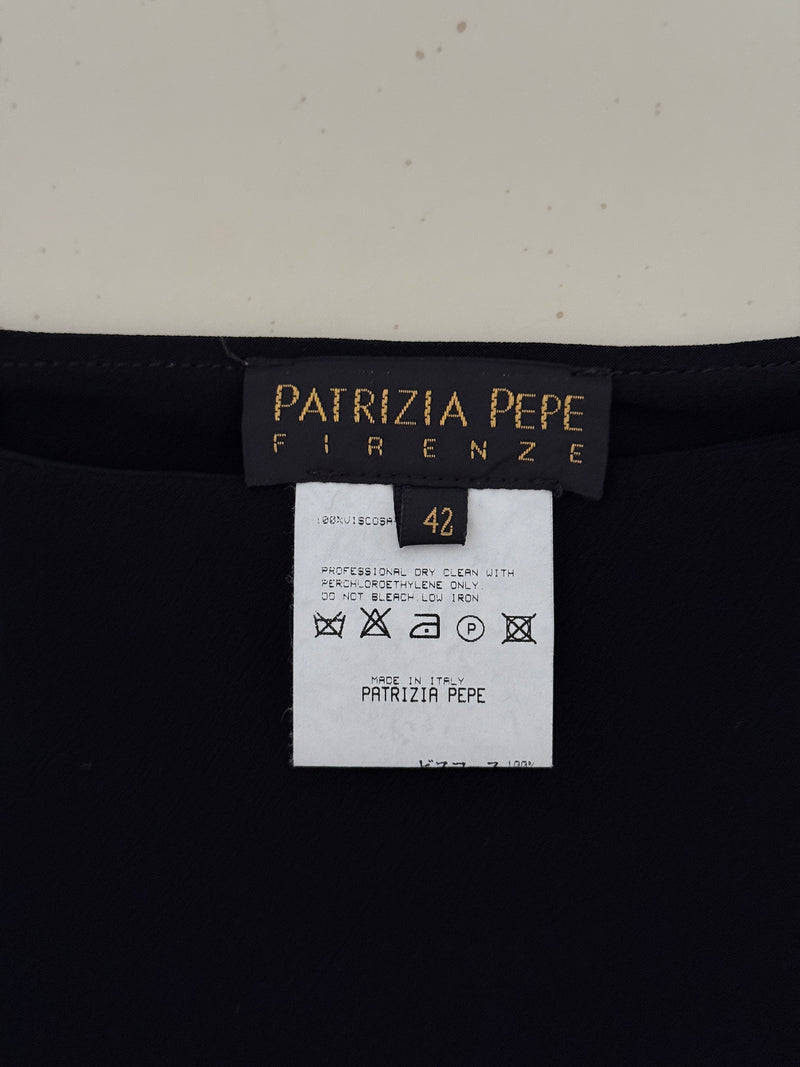 PATRIZIA PEPE
FIRENZE
42
100%VISCOSA
PROFESSIONAL DRY CLEAN WITH
PERCHLOROETHYLENE ONLY.
DO NOT BLEACH.LOW IRON
P
MADE IN ITALY
PATRIZIA PEPE
100%